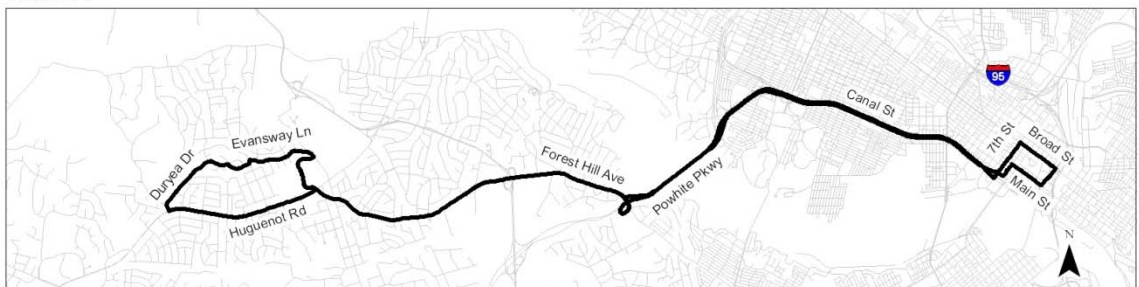 95
Canal St
7th St
Broad St
Evansway Ln
Duryea Dr
Forest Hill Ave
Main St
Powhite Pkwy
Huguenot Rd
N